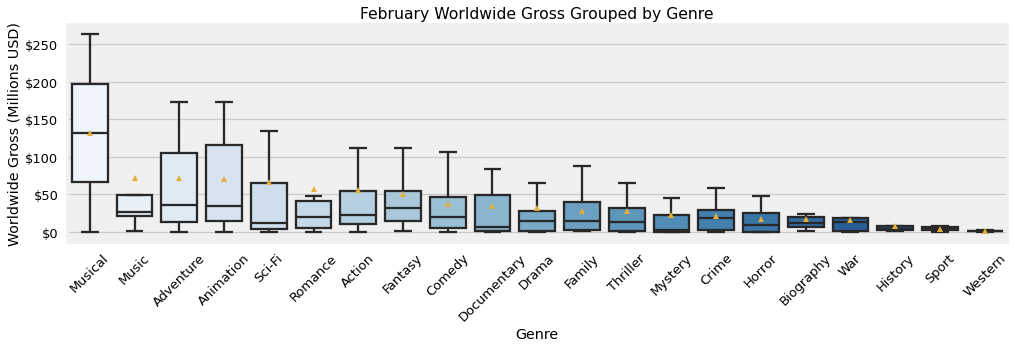 February Worldwide Gross Grouped by Genre
Worldwide Gross (Millions USD)
$250
$200
$150
$100
$50
$0
Musical
Music
Adventure
Animation
Sci-Fi
Romance
Action
Fantasy
Comedy
Documentary
Drama
Family
Thriller
Mystery
Crime
Horror
Biography
War
History
Sport
Western
Genre